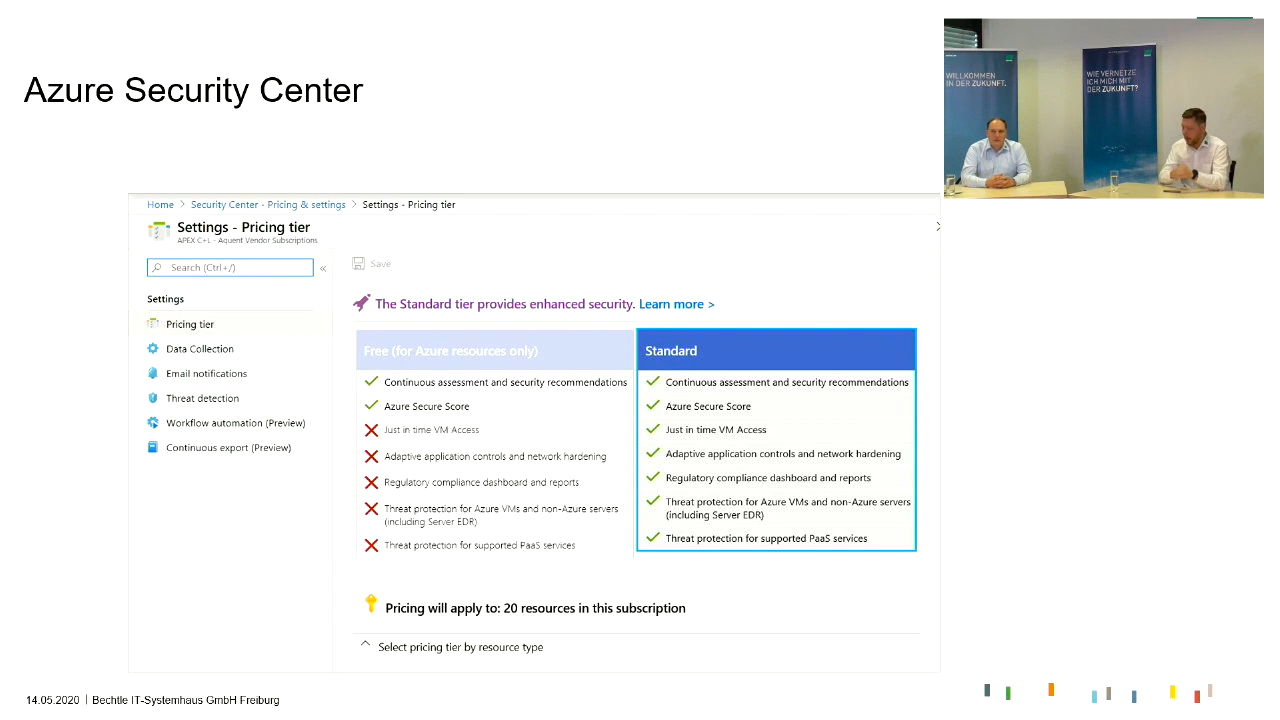 Azure Security Center
WILLKOMMEN
IN DER ZUKUNFT.
WIE VERNETZE
ICH MICH MIT
DER ZUKUNFT?
Home > Security Center - Pricing & settings > Settings - Pricing tier
Settings - Pricing tier
APEX C+L - Aquent Vendor Subscriptions
Search (Ctrl+/)
«
Save
Settings
Pricing tier
Data Collection
Email notifications
Threat detection
Workflow automation (Preview)
Continuous export (Preview)
The Standard tier provides enhanced security. Learn more >
Free (for Azure resources only)
Continuous assessment and security recommendations
Azure Secure Score
Just in time VM Access
Adaptive application controls and network hardening
Regulatory compliance dashboard and reports
Threat protection for Azure VMs and non-Azure servers
(including Server EDR)
Threat protection for supported PaaS services
Standard
Continuous assessment and security recommendations
Azure Secure Score
Just in time VM Access
Adaptive application controls and network hardening
Regulatory compliance dashboard and reports
Threat protection for Azure VMs and non-Azure servers
(including Server EDR)
Threat protection for supported PaaS services
Pricing will apply to: 20 resources in this subscription
Select pricing tier by resource type
14.05.2020 | Bechtle IT-Systemhaus GmbH Freiburg